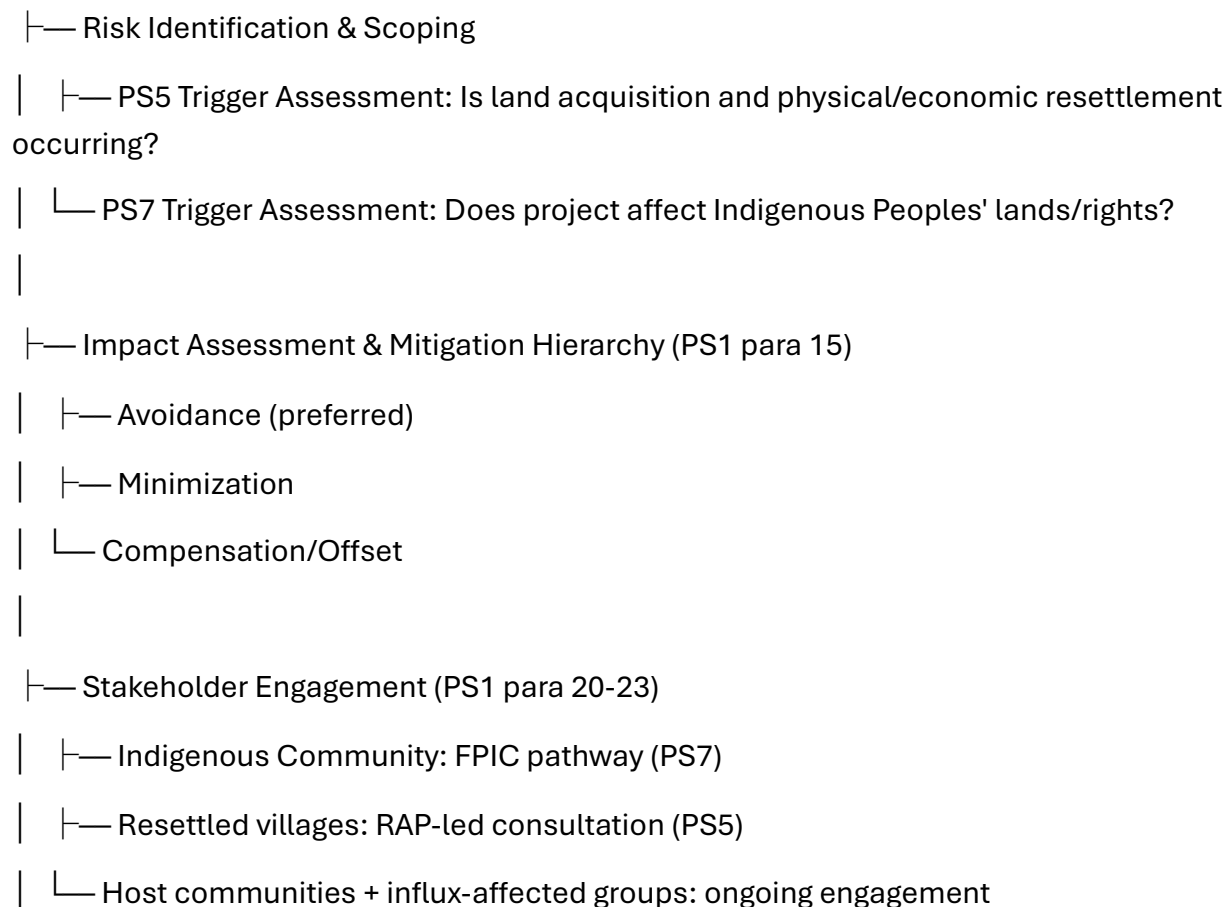 ├── Risk Identification & Scoping
│ ├── PS5 Trigger Assessment: Is land acquisition and physical/economic resettlement
occurring?
│ └── PS7 Trigger Assessment: Does project affect Indigenous Peoples' lands/rights?
│
├── Impact Assessment & Mitigation Hierarchy (PS1 para 15)
│ ├── Avoidance (preferred)
│ ├── Minimization
│ └── Compensation/Offset
│
├── Stakeholder Engagement (PS1 para 20-23)
│ ├── Indigenous Community: FPIC pathway (PS7)
│ ├── Resettled villages: RAP-led consultation (PS5)
│ └── Host communities + influx-affected groups: ongoing engagement